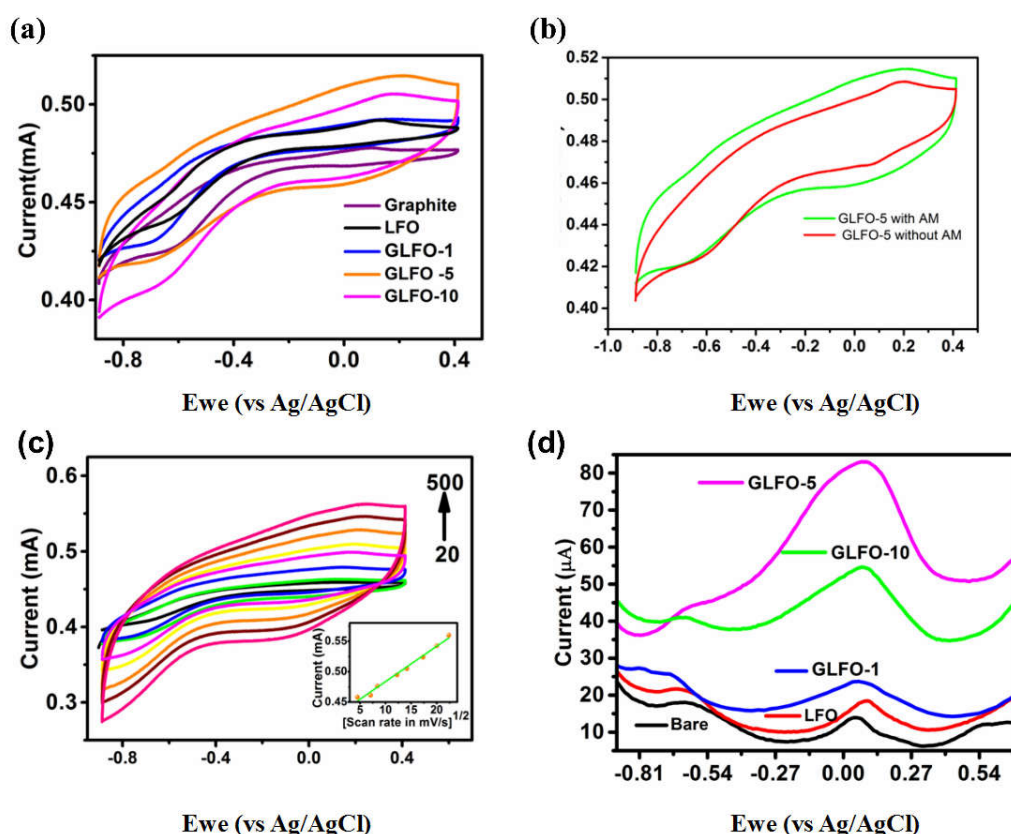 (a)
Current(mA)
0.50
0.45
0.40
Graphite
LFO
GLFO-1
GLFO -5
GLFO-10
-0.8
-0.4
0.0
0.4
Ewe (vs Ag/AgCl)
(b)
0.52
0.50
0.48
0.46
0.44
0.42
0.40
GLFO-5 with AM
GLFO-5 without AM
-1.0
-0.8
-0.6
-0.4
-0.2
0.0
0.2
0.4
Ewe (vs Ag/AgCl)
(c)
Current (mA)
0.6
0.5
0.4
0.3
500
20
Current (mA)
0.55
0.50
0.45
5
10
15
20
[Scan rate in mV/s]1/2
-0.8
-0.4
0.0
0.4
Ewe (vs Ag/AgCl)
(d)
Current (µA)
80
70
60
50
40
30
20
10
0
GLFO-5
GLFO-10
GLFO-1
LFO
Bare
-0.81
-0.54
-0.27
0.00
0.27
0.54
Ewe (vs Ag/AgCl)